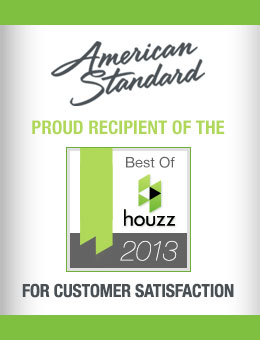 American
Standard
PROUD RECIPIENT OF THE
Best Of
houzz
2013
FOR CUSTOMER SATISFACTION